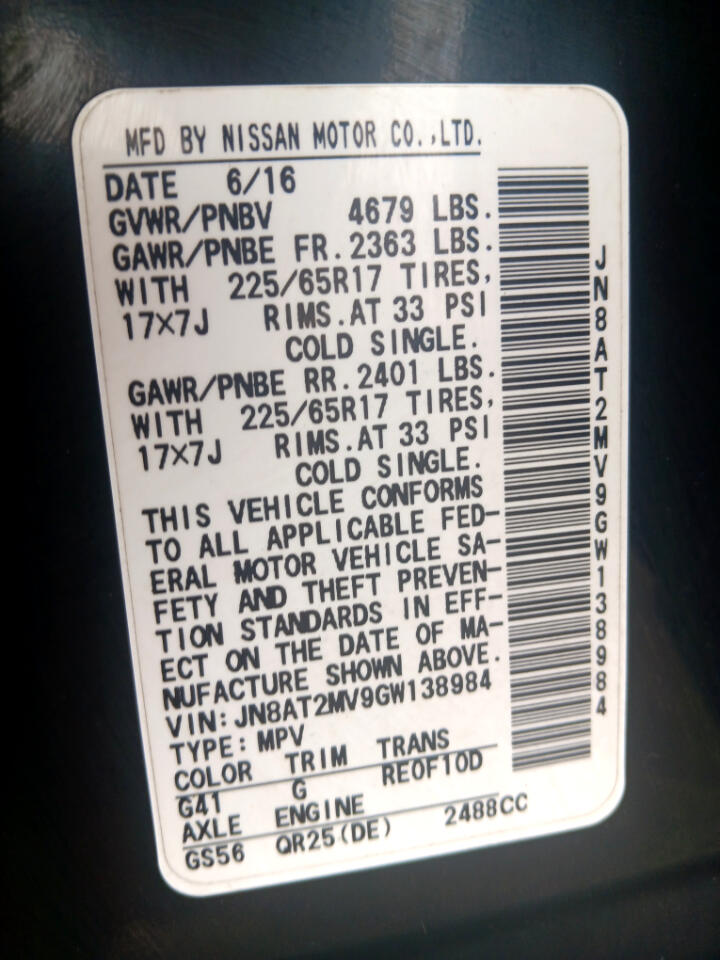 MFD BY NISSAN MOTOR CO.,LTD.
DATE 6/16
GVWR/PNBV 4679 LBS.
GAWR/PNBE FR. 2363 LBS.
WITH 225/65R17 TIRES,
17×7J RIMS.AT 33 PSI
COLD SINGLE.
GAWR/PNBE RR. 2401 LBS.
WITH 225/65R17 TIRES,
17×7J RIMS.AT 33 PSI
COLD SINGLE.
THIS VEHICLE CONFORMS
TO ALL APPLICABLE FED-
ERAL MOTOR VEHICLE SA-
FETY AND THEFT PREVEN-
TION STANDARDS IN EFF-
ECT ON THE DATE OF MA-
NUFACTURE SHOWN ABOVE.
VIN: JN8AT2MV9GW138984
TYPE: MPV
COLOR TRIM TRANS
G41 G RE0F10D
AXLE ENGINE
GS56 QR25(DE) 2488CC
JN8AT2MV9GW138984